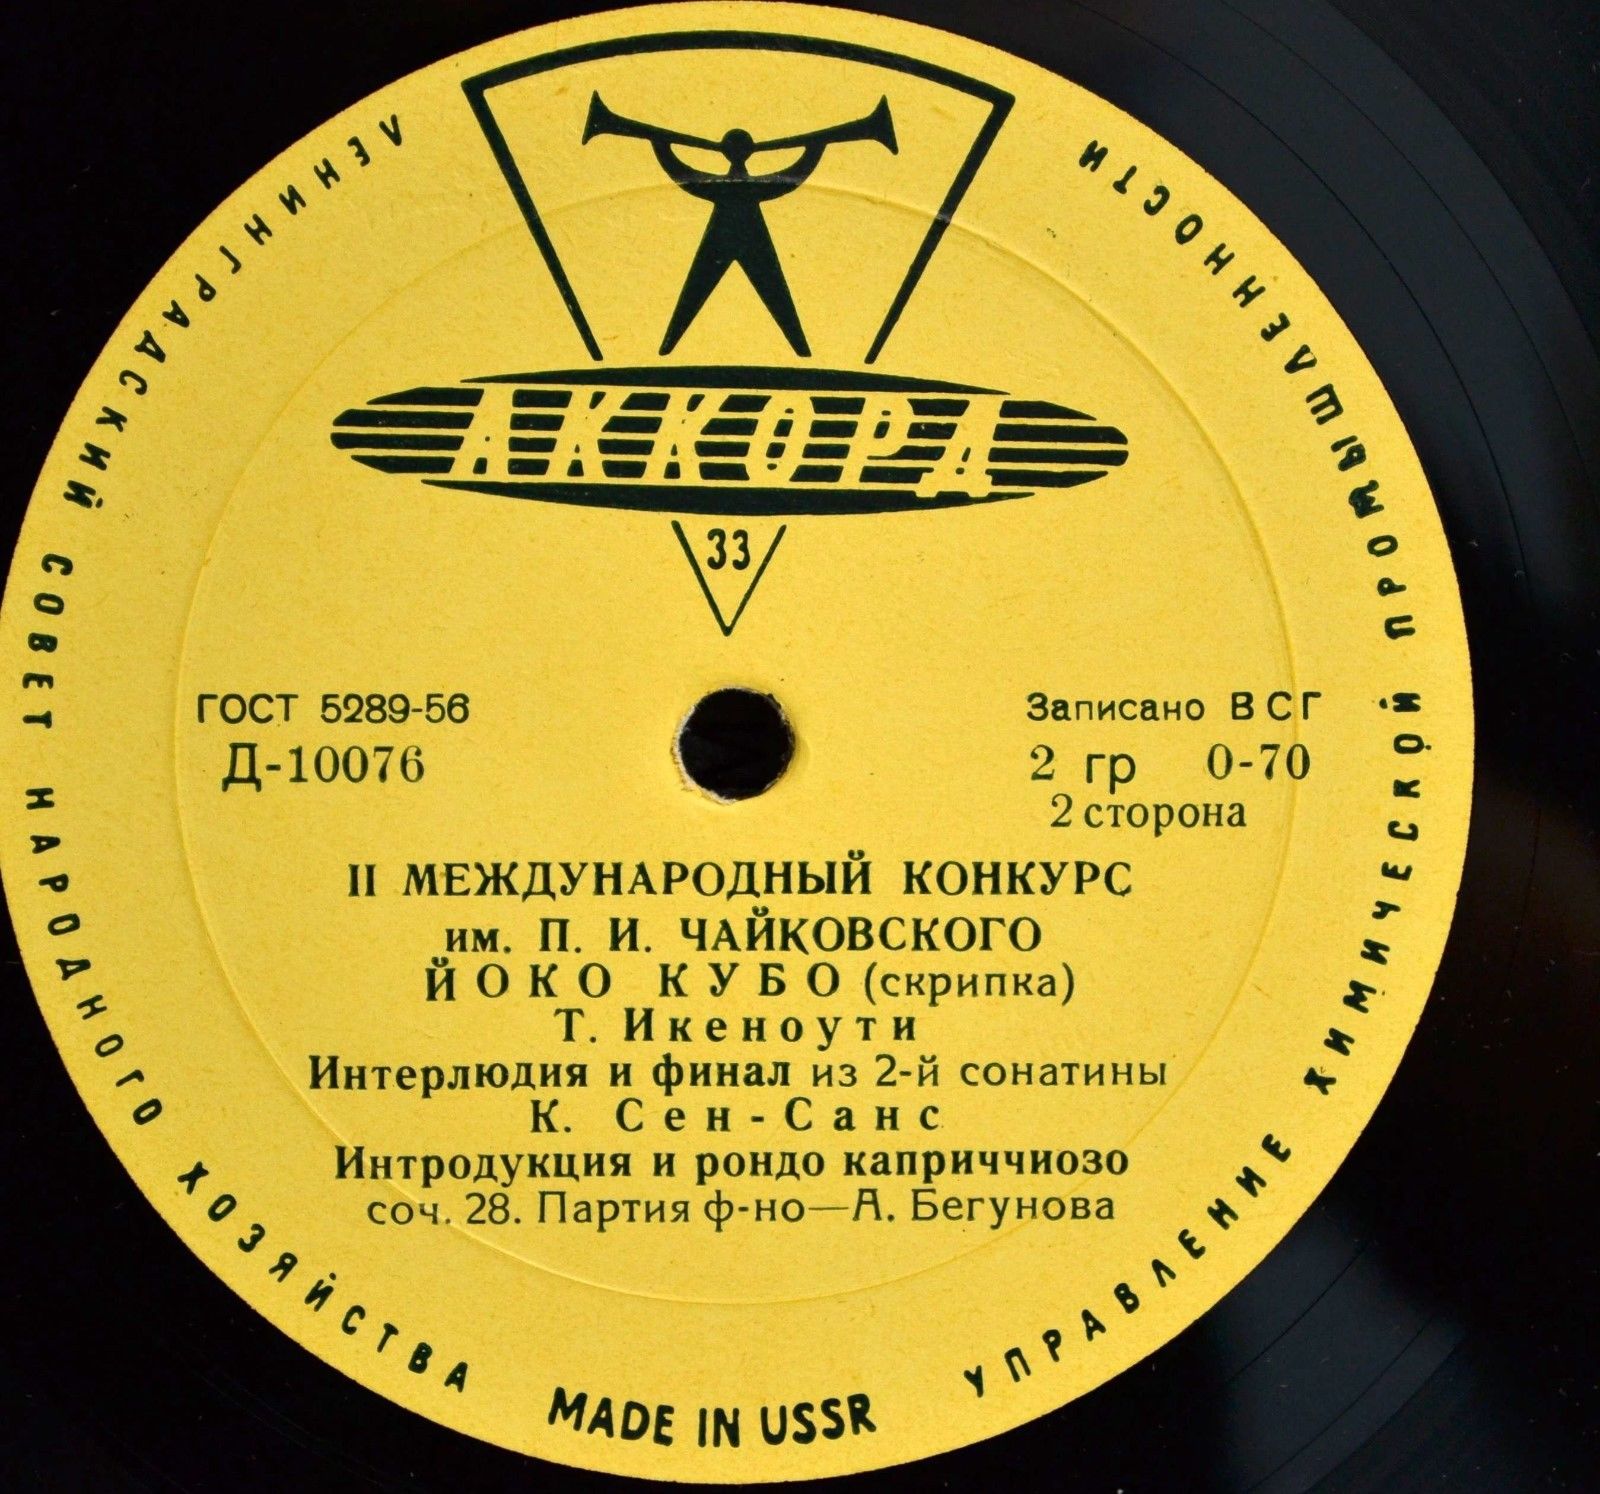 АККОРД
33
ГОСТ 5289-56
Д-10076
Записано ВСГ
2 гр 0-70
2 сторона
II МЕЖДУНАРОДНЫЙ КОНКУРС
им. П. И. ЧАЙКОВСКОГО
ЙОКО КУБО (скрипка)
Т. Икеноути
Интерлюдия и финал из 2-й сонатины
К. Сен-Санс
Интродукция и рондо каприччиозо
соч. 28. Партия ф-но—А. Бегунова
ЛЕНИНГРАДСКИЙ СОВЕТ НАРОДНОГО ХОЗЯЙСТВА
MADE IN USSR
УПРАВЛЕНИЕ ХИМИЧЕСКОЙ ПРОМЫШЛЕННОСТИ